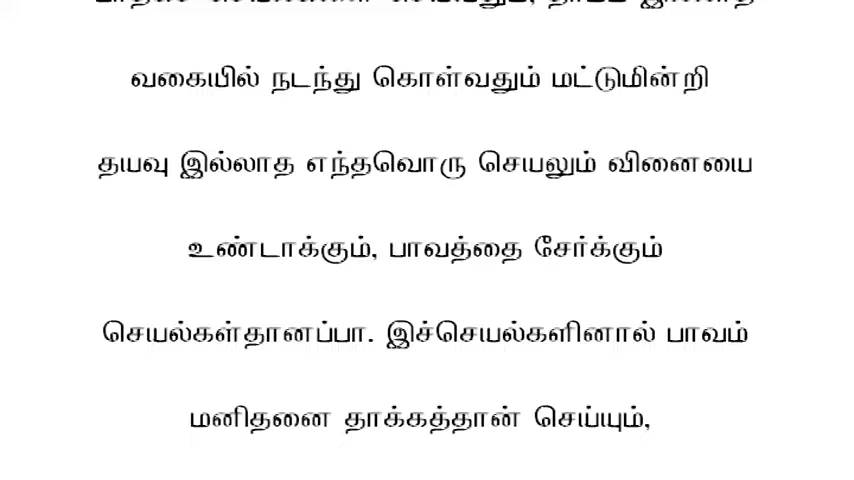 வகையில் நடந்து கொள்வதும் மட்டுமின்றி
தயவு இல்லாத எந்தவொரு செயலும் வினையை
உண்டாக்கும், பாவத்தை சேர்க்கும்
செயல்கள்தானப்பா. இச்செயல்களினால் பாவம்
மனிதனை தாக்கத்தான் செய்யும்,